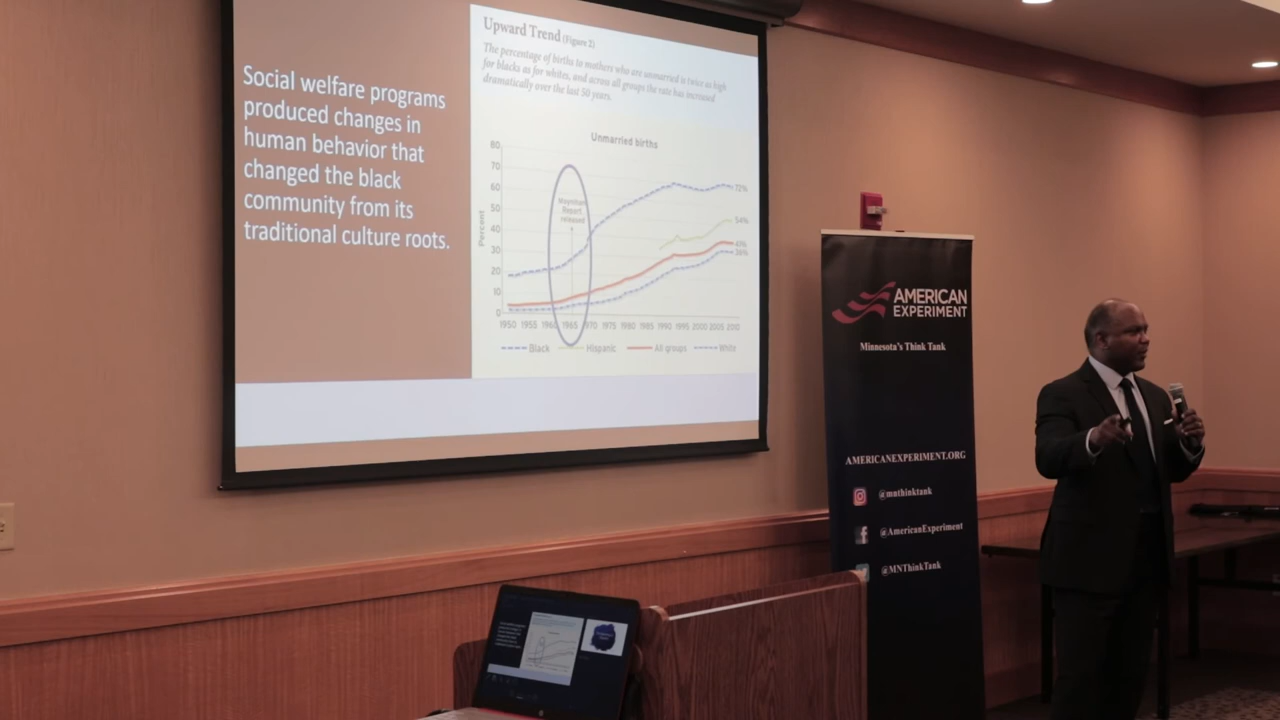 Social welfare programs
produced changes in
human behavior that
changed the black
community from its
traditional culture roots.
Upward Trend (Figure 2)
The percentage of births to mothers who are unmarried is twice as high
for blacks as for whites, and across all groups the rate has increased
dramatically over the last 50 years.
Unmarried births
80
70
60
50
40
30
20
10
0
Percent
Moynihan
Report
released
72%
54%
41%
36%
1950 1955 1960 1965 1970 1975 1980 1985 1990 1995 2000 2005 2010
Black Hispanic All groups White
AMERICAN
EXPERIMENT
Minnesota's Think Tank
AMERICANEXPERIMENT.ORG
@mnthinktank
@AmericanExperiment
@MNThinkTank